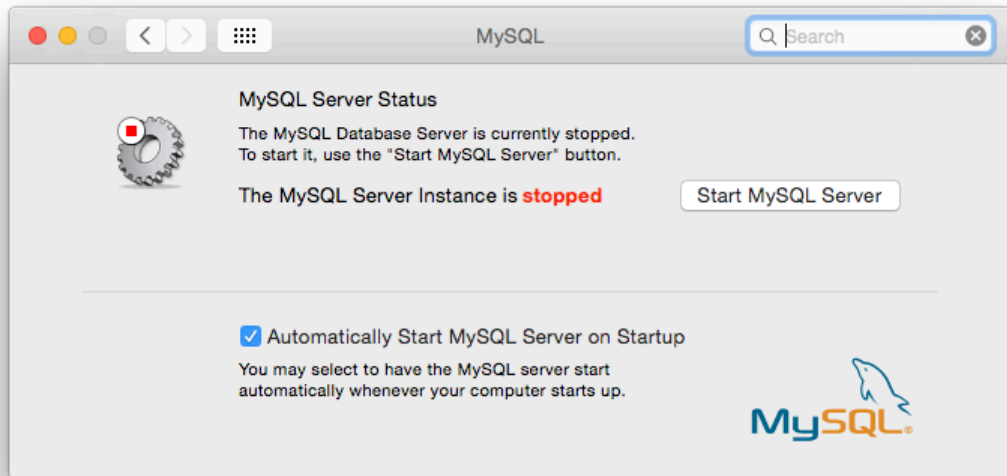 MySQL
Search
MySQL Server Status
The MySQL Database Server is currently stopped.
To start it, use the "Start MySQL Server" button.
The MySQL Server Instance is stopped
Start MySQL Server
Automatically Start MySQL Server on Startup
You may select to have the MySQL server start
automatically whenever your computer starts up.
MySQL®